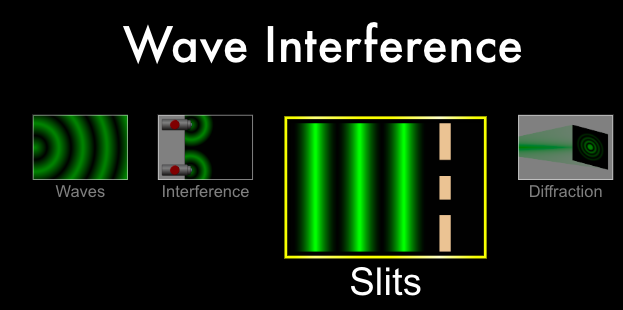 Wave Interference
Waves
Interference
Slits
Diffraction